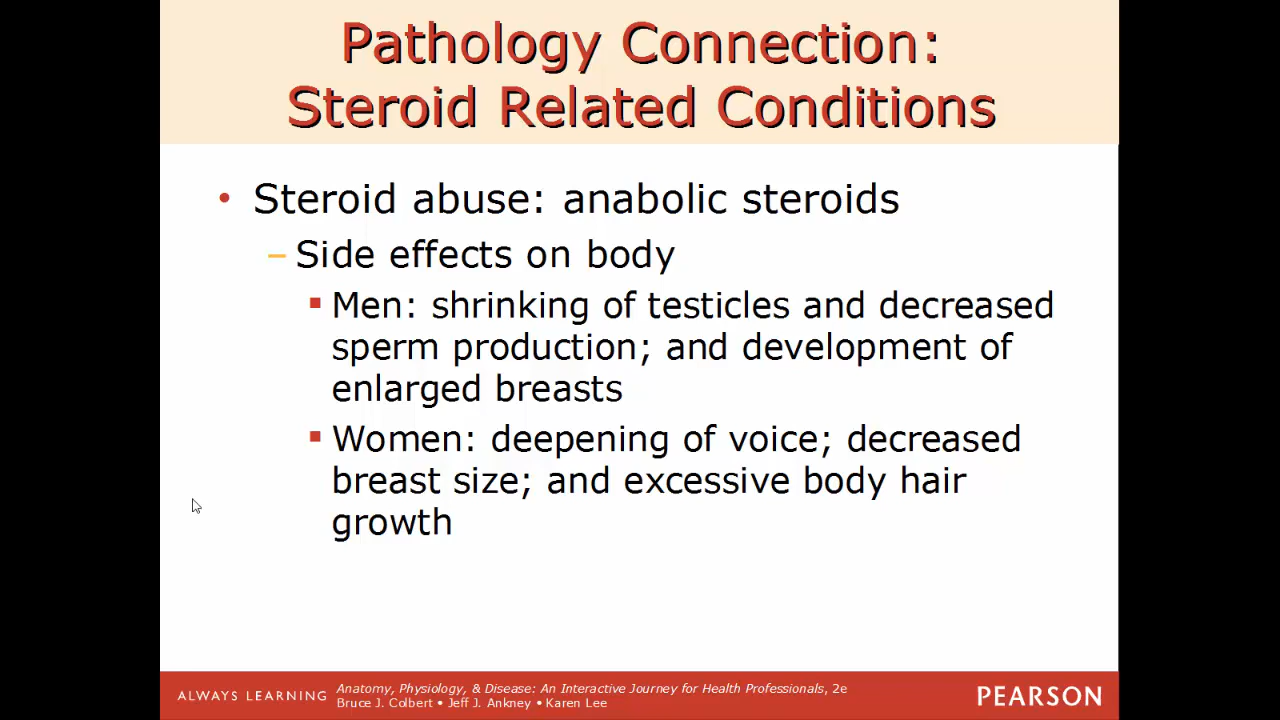 Pathology Connection:
Steroid Related Conditions
• Steroid abuse: anabolic steroids
– Side effects on body
▪ Men: shrinking of testicles and decreased
sperm production; and development of
enlarged breasts
▪ Women: deepening of voice; decreased
breast size; and excessive body hair
growth
ALWAYS LEARNING
Anatomy, Physiology, & Disease: An Interactive Journey for Health Professionals, 2e
Bruce J. Colbert • Jeff J. Ankney • Karen Lee
PEARSON